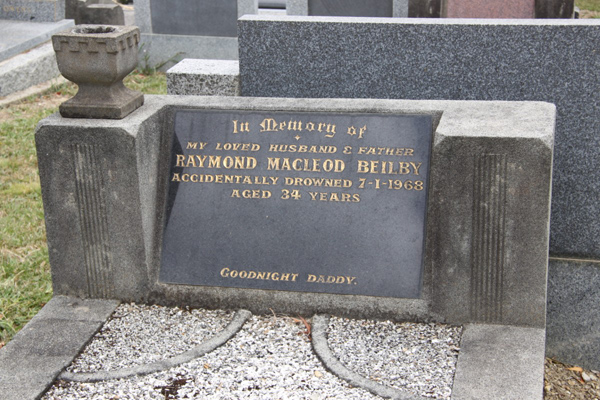 In Memory of
MY LOVED HUSBAND & FATHER
RAYMOND MACLEOD BEILBY
ACCIDENTALLY DROWNED 7-1-1968
AGED 34 YEARS
GOODNIGHT DADDY.